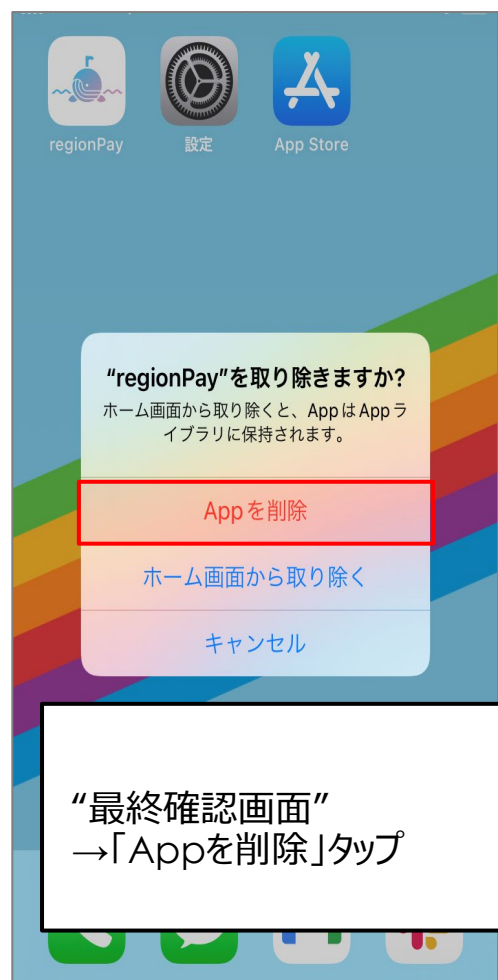 regionPay
設定
App Store
“regionPay”を取り除きますか?
ホーム画面から取り除くと、AppはAppラ
イブラリに保持されます。
Appを削除
ホーム画面から取り除く
キャンセル
“最終確認画面”
→「Appを削除」タップ